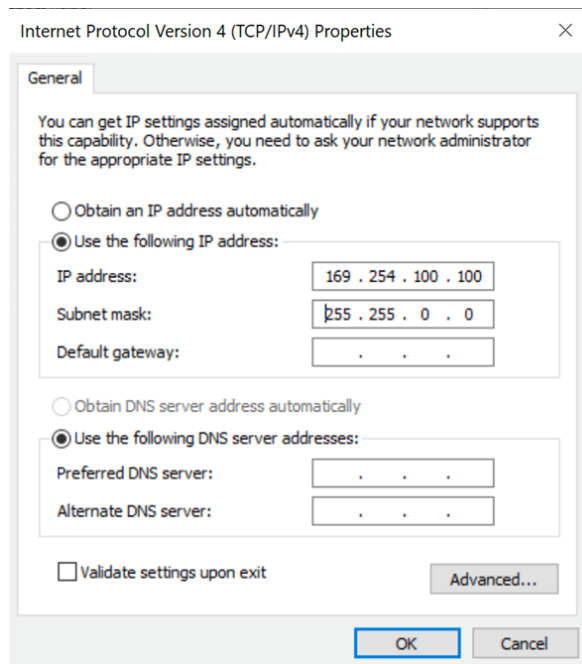 Internet Protocol Version 4 (TCP/IPv4) Properties
General
You can get IP settings assigned automatically if your network supports
this capability. Otherwise, you need to ask your network administrator
for the appropriate IP settings.
Obtain an IP address automatically
Use the following IP address:
IP address: 169 . 254 . 100 . 100
Subnet mask: 255 . 255 . 0 . 0
Default gateway: . . .
Obtain DNS server address automatically
Use the following DNS server addresses:
Preferred DNS server: . . .
Alternate DNS server: . . .
Validate settings upon exit
Advanced...
OK Cancel